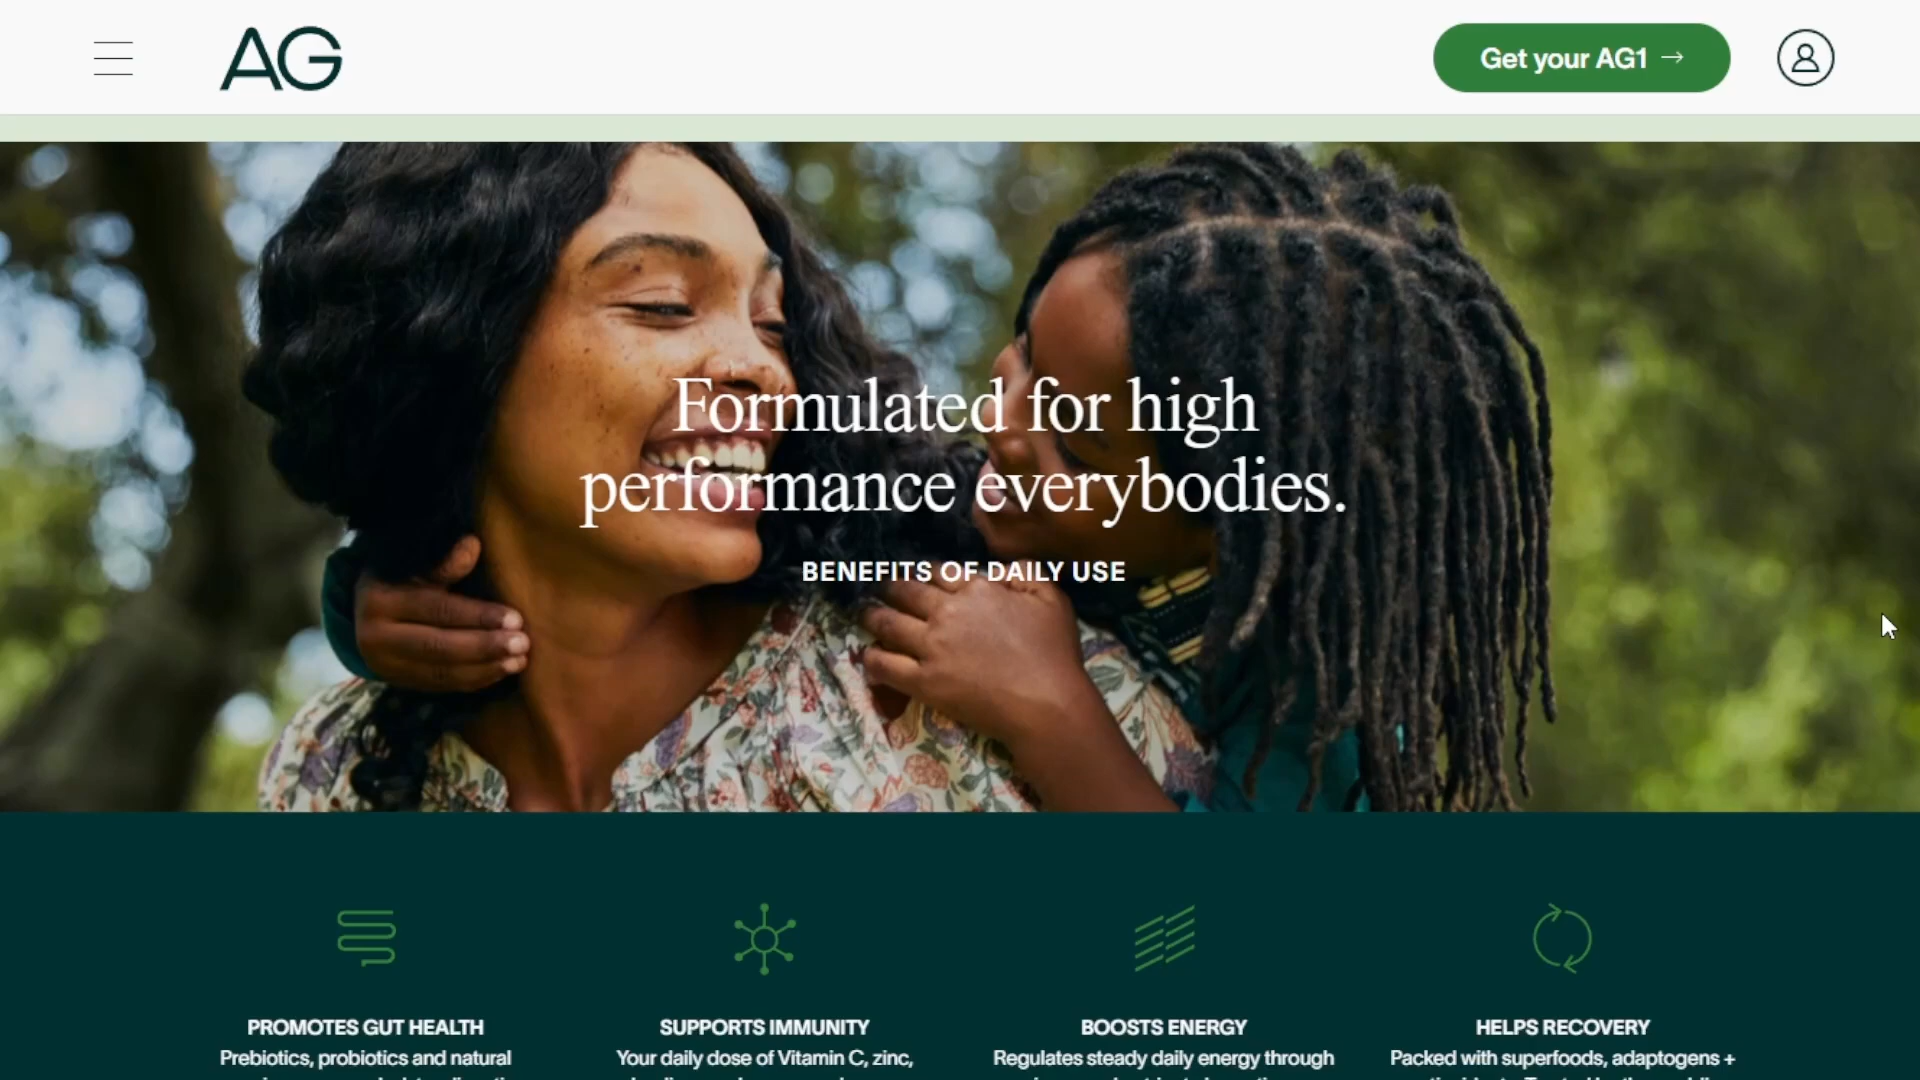 AG
Get your AG1 →
Formulated for high
performance everybodies.
BENEFITS OF DAILY USE
PROMOTES GUT HEALTH
Prebiotics, probiotics and natural
SUPPORTS IMMUNITY
Your daily dose of Vitamin C, zinc,
BOOSTS ENERGY
Regulates steady daily energy through
HELPS RECOVERY
Packed with superfoods, adaptogens +